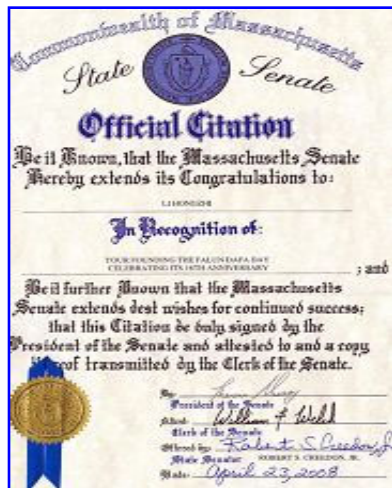 Commonwealth of Massachusetts
State Senate
Official Citation
Be it Known, that the Massachusetts Senate
Hereby extends its Congratulations to:
LI HONGZHI
In Recognition of:
YOUR FOUNDING THE FALUN DAFA DAY
CELEBRATING ITS 16TH ANNIVERSARY ; and
Be it further Known that the Massachusetts
Senate extends best wishes for continued success;
that this Citation be duly signed by the
President of the Senate and attested to and a copy
thereof transmitted by the Clerk of the Senate.
By:
President of the Senate
Attest: William F Welch
Clerk of the Senate
Offered by: Robert S. Creedon, Jr
State Senator ROBERT S. CREEDON, JR.
Date: April 23, 2008